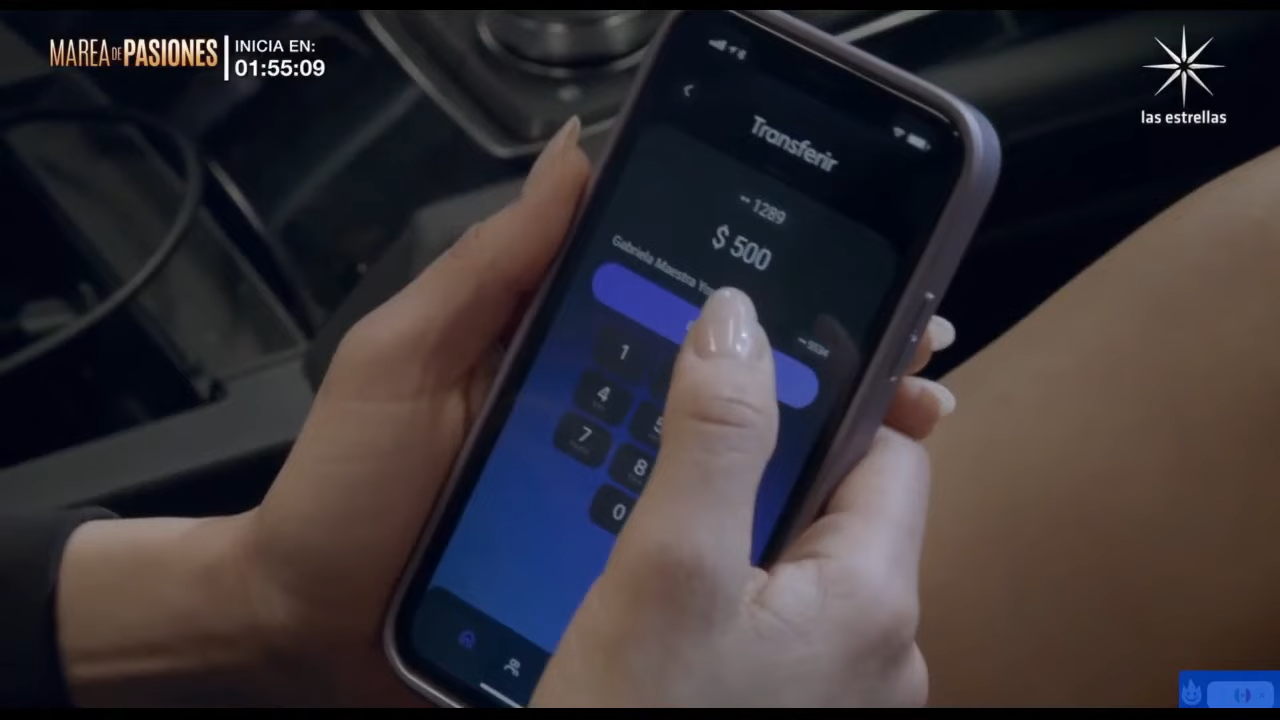 MAREA DE PASIONES
INICIA EN:
01:55:09
las estrellas
Transferir
1289
$ 500
Gabriela Maestra
1
4
5
7
8
0